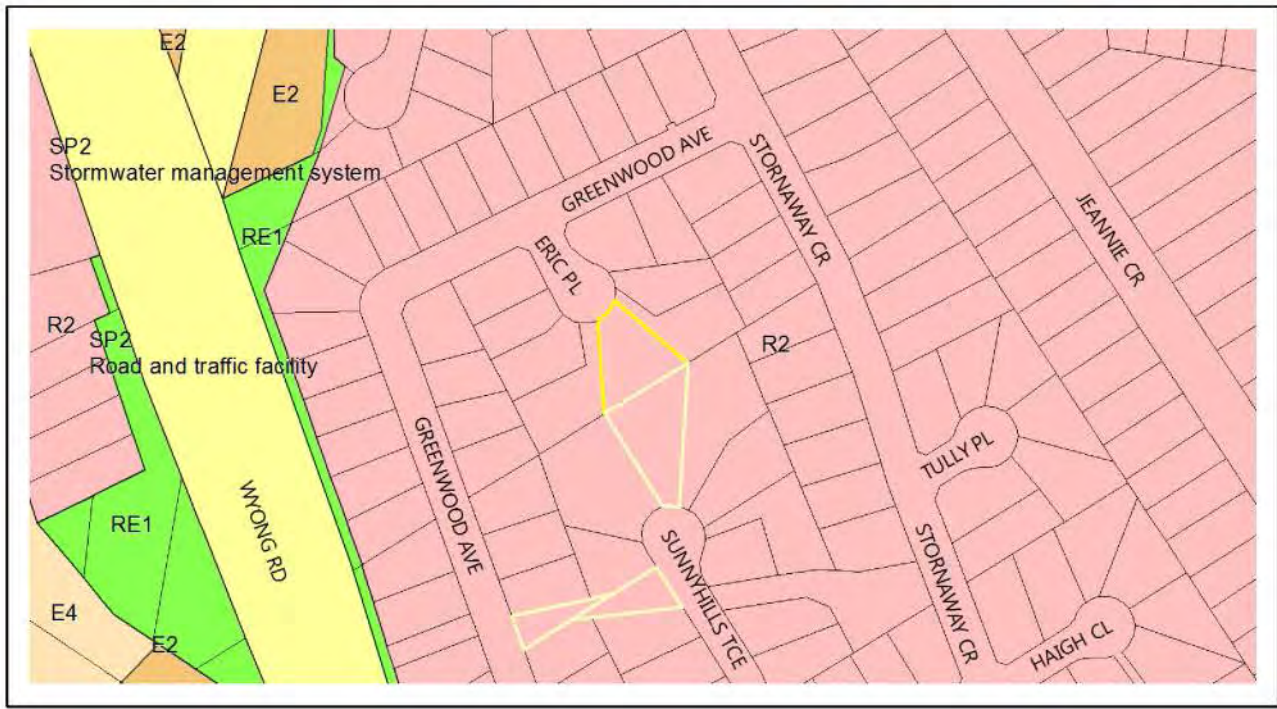 E2
E2
SP2
Stormwater management system
GREENWOOD AVE
STORNAWAY CR
JEANNIE CR
RE1
ERIC PL
R2
SP2
Road and traffic facility
R2
GREENWOOD AVE
TULLY PL
WYONG RD
RE1
SUNNYHILLS TCE
STORNAWAY CR
E4
E2
HAIGH CL